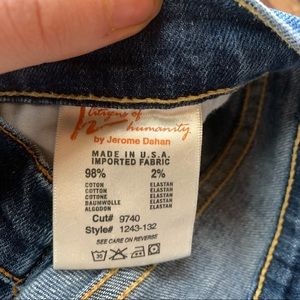 Citizens of
humanity
by Jerome Dahan
MADE IN U.S.A.
IMPORTED FABRIC
98% 2%
COTON ELASTAN
COTTON ELASTAN
COTONE ELASTAN
BAUMWOLLE ELASTAN
ALGODON ELASTAN
Cut# 9740
Style# 1243-132
SEE CARE ON REVERSE
30